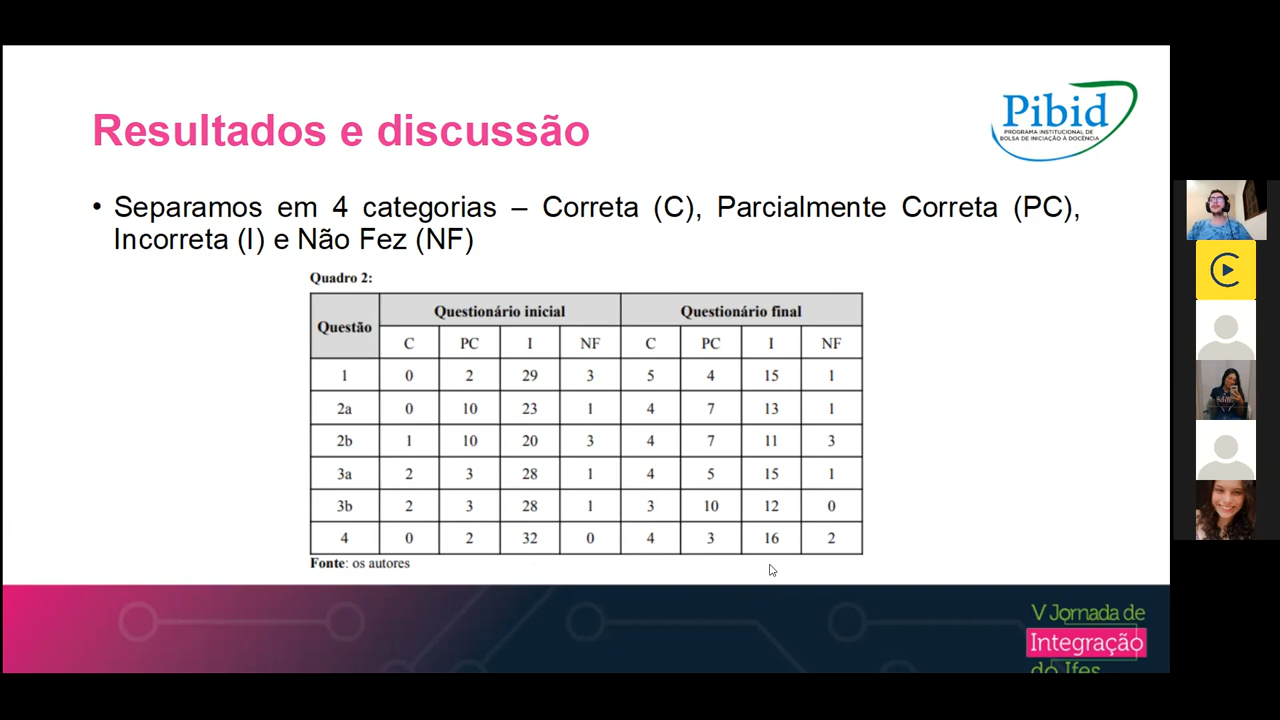 Resultados e discussão
Pibid
PROGRAMA INSTITUCIONAL DE
BOLSA DE INICIAÇÃO À DOCÊNCIA
• Separamos em 4 categorias – Correta (C), Parcialmente Correta (PC),
Incorreta (I) e Não Fez (NF)
Quadro 2:
Questão Questionário inicial Questionário final
C PC I NF C PC I NF
1 0 2 29 3 5 4 15 1
2a 0 10 23 1 4 7 13 1
2b 1 10 20 3 4 7 11 3
3a 2 3 28 1 4 5 15 1
3b 2 3 28 1 3 10 12 0
4 0 2 32 0 4 3 16 2
Fonte: os autores
V Jornada de
Integração
do Ifes